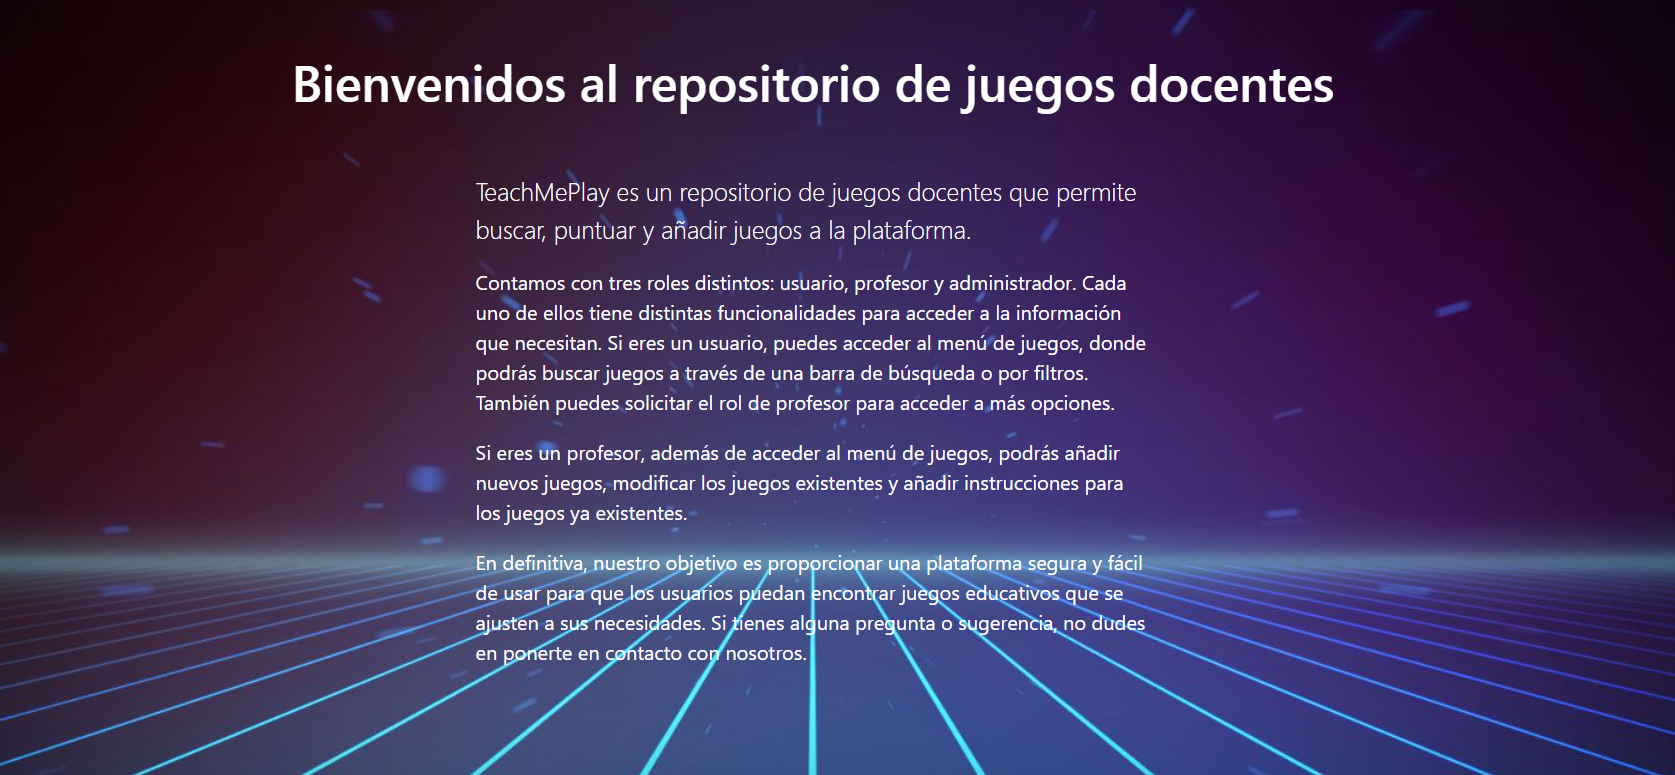 Bienvenidos al repositorio de juegos docentes
TeachMePlay es un repositorio de juegos docentes que permite
buscar, puntuar y añadir juegos a la plataforma.
Contamos con tres roles distintos: usuario, profesor y administrador. Cada
uno de ellos tiene distintas funcionalidades para acceder a la información
que necesitan. Si eres un usuario, puedes acceder al menú de juegos, donde
podrás buscar juegos a través de una barra de búsqueda o por filtros.
También puedes solicitar el rol de profesor para acceder a más opciones.
Si eres un profesor, además de acceder al menú de juegos, podrás añadir
nuevos juegos, modificar los juegos existentes y añadir instrucciones para
los juegos ya existentes.
En definitiva, nuestro objetivo es proporcionar una plataforma segura y fácil
de usar para que los usuarios puedan encontrar juegos educativos que se
ajusten a sus necesidades. Si tienes alguna pregunta o sugerencia, no dudes
en ponerte en contacto con nosotros.